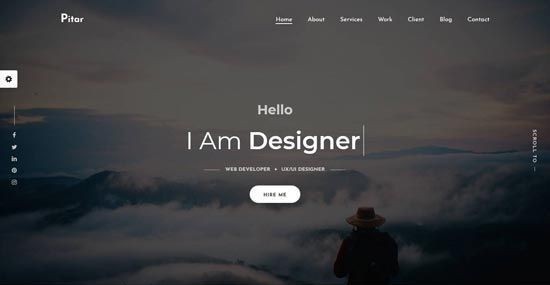 Pitar
Home About Services Work Client Blog Contact
Hello
I Am Designer
WEB DEVELOPER • UX/UI DESIGNER
HIRE ME
SCROLL TO